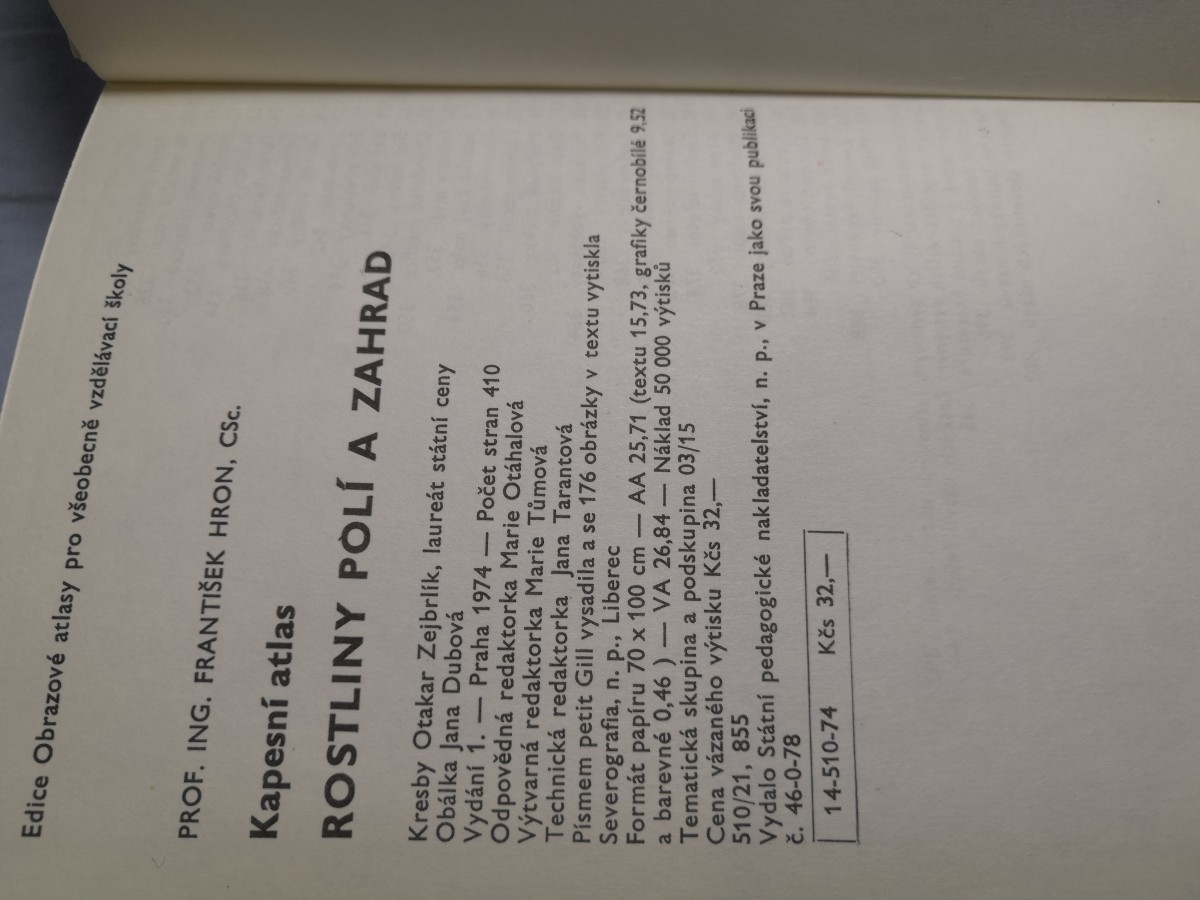 Edice Obrazové atlasy pro všeobecně vzdělávací školy
PROF. ING. FRANTIŠEK HRON, CSc.
Kapesní atlas
ROSTLINY POLÍ A ZAHRAD
Kresby Otakar Zejbrlík, laureát státní ceny
Obálka Jana Dubová
Vydání 1. — Praha 1974 — Počet stran 410
Odpovědná redaktorka Marie Otáhalová
Výtvarná redaktorka Marie Tůmová
Technická redaktorka Jana Tarantová
Písmem petit Gill vysadila a se 176 obrázky v textu vytiskla
Severografia, n. p., Liberec
Formát papíru 70 x 100 cm — AA 25,71 (textu 15,73, grafiky černobílé 9,52
a barevné 0,46 ) — VA 26,84 — Náklad 50 000 výtisků
Tematická skupina a podskupina 03/15
Cena vázaného výtisku Kčs 32,—
510/21, 855
Vydalo Státní pedagogické nakladatelství, n. p., v Praze jako svou publikaci
č. 46-0-78
14-510-74 Kčs 32,—